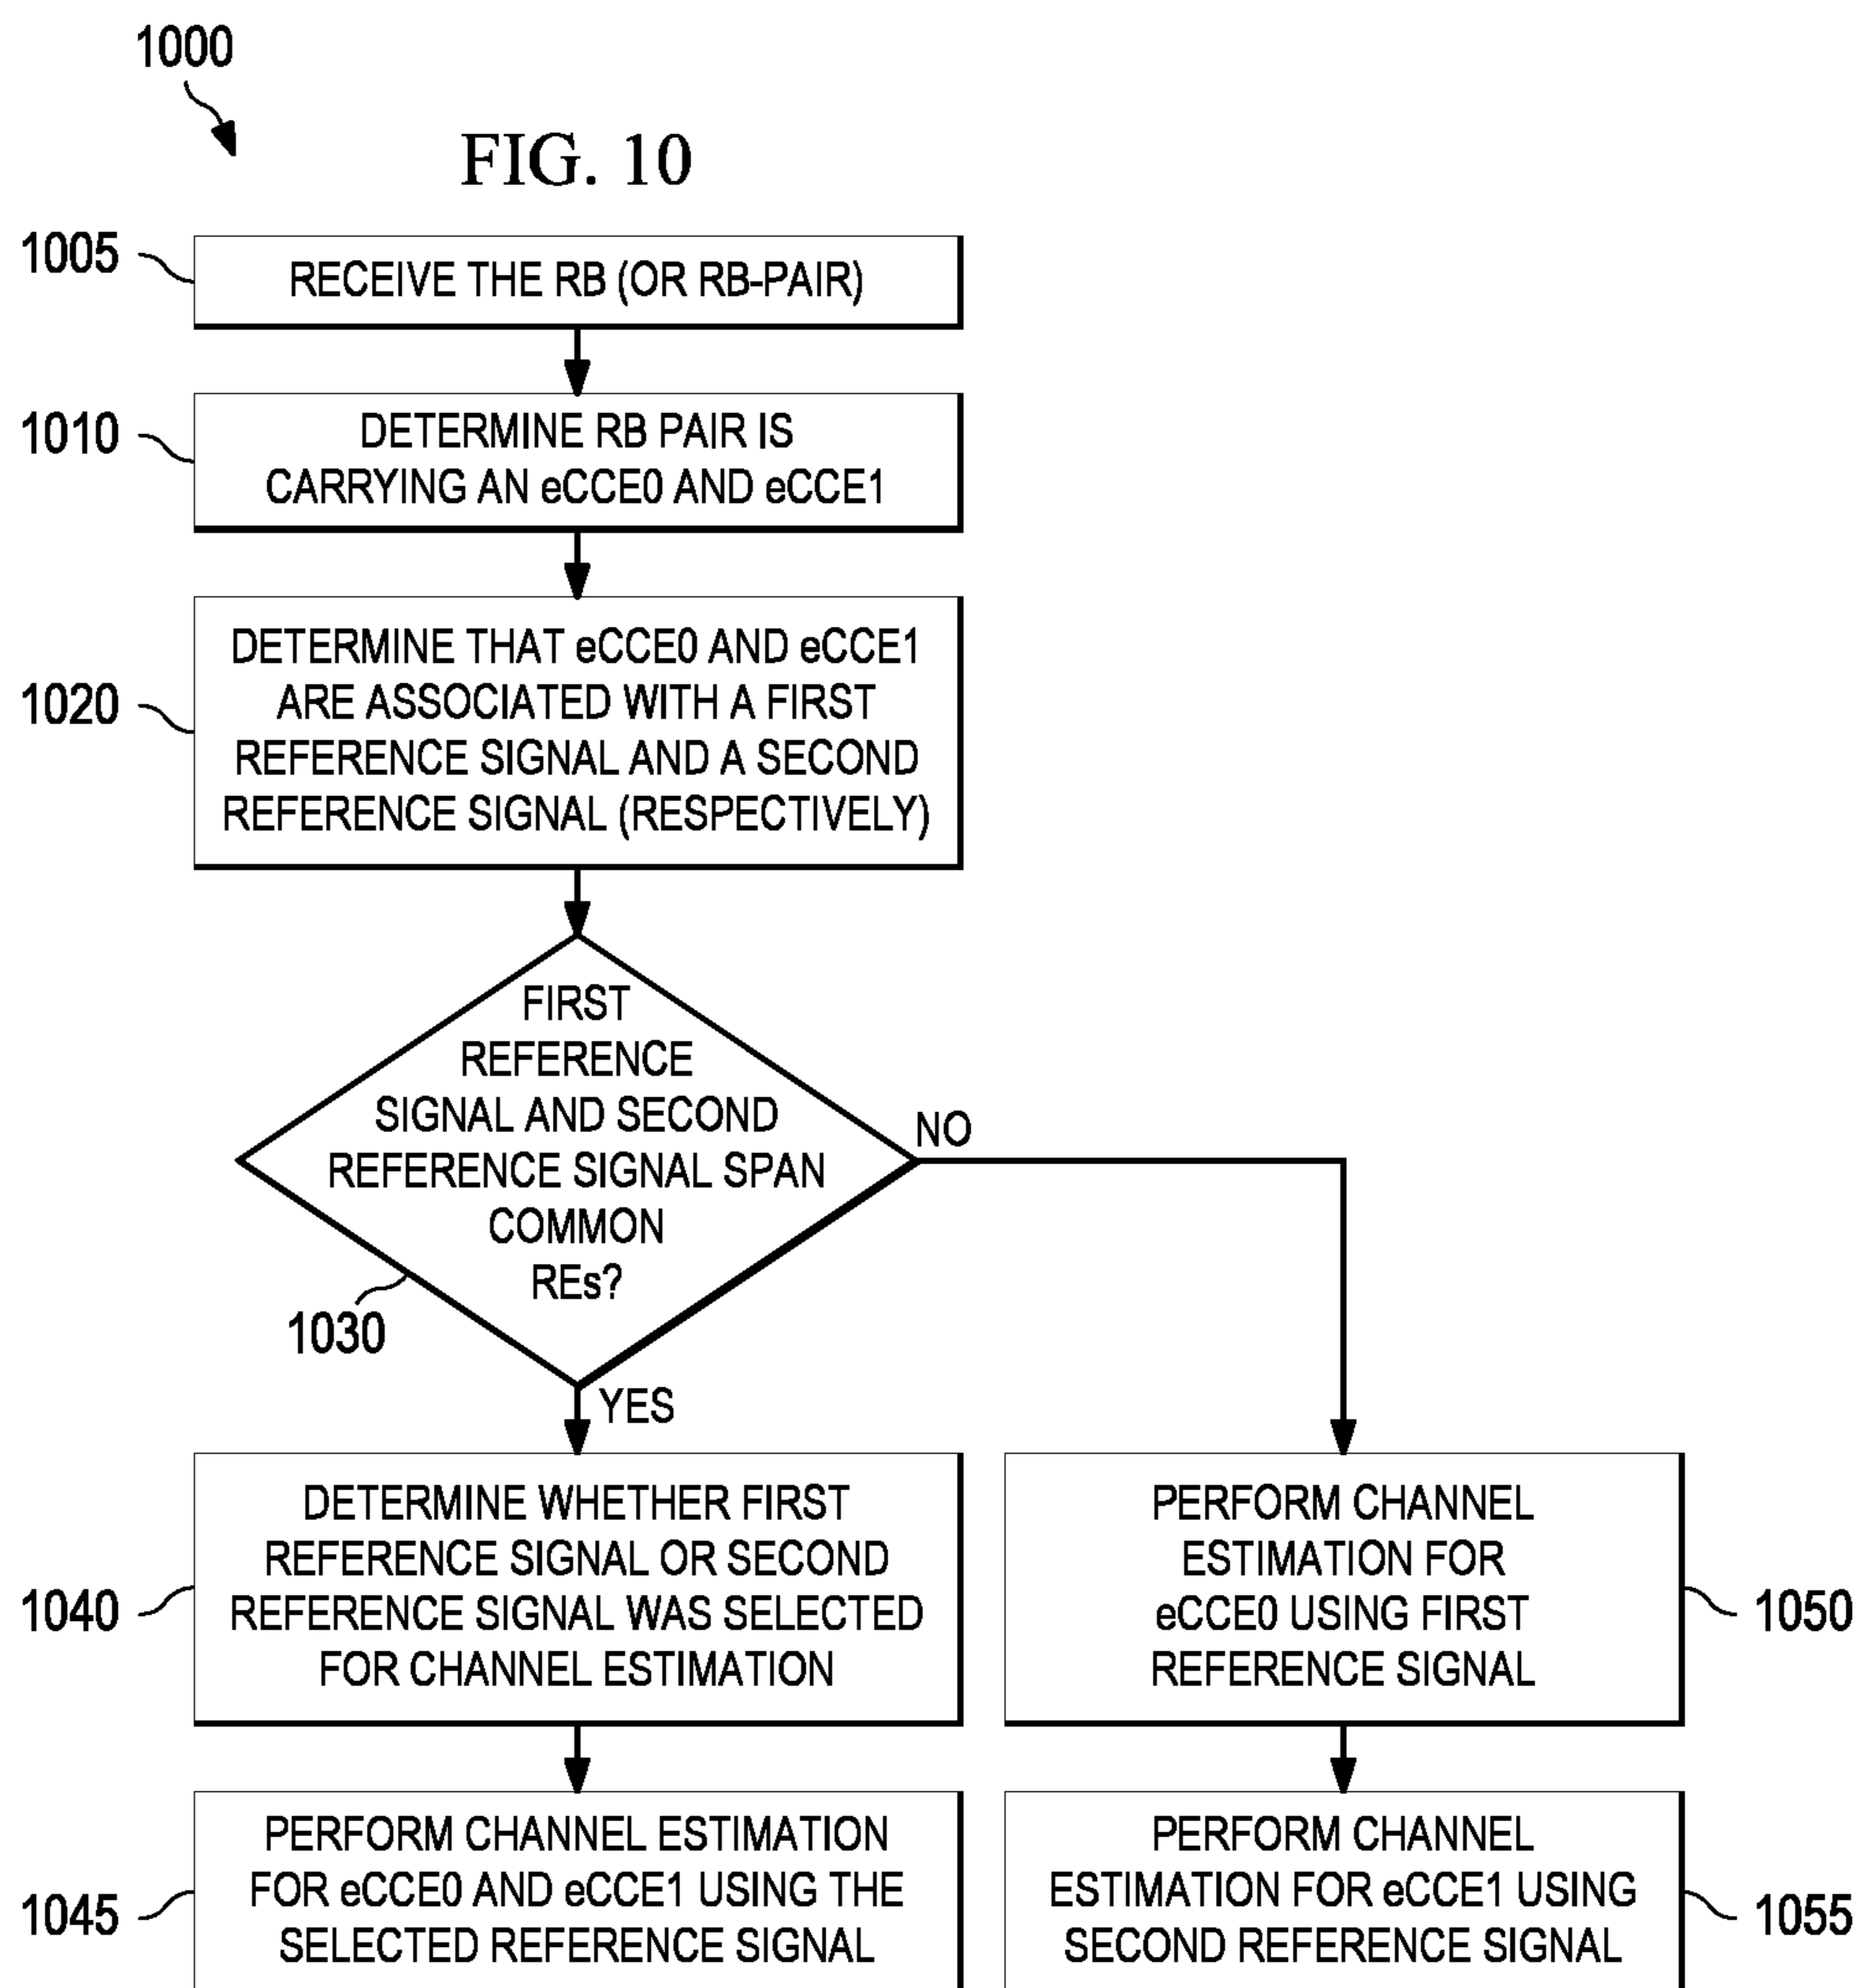 1000
FIG. 10
1005
RECEIVE THE RB (OR RB-PAIR)
1010
DETERMINE RB PAIR IS
CARRYING AN eCCE0 AND eCCE1
1020
DETERMINE THAT eCCE0 AND eCCE1
ARE ASSOCIATED WITH A FIRST
REFERENCE SIGNAL AND A SECOND
REFERENCE SIGNAL (RESPECTIVELY)
FIRST
REFERENCE
SIGNAL AND SECOND
REFERENCE SIGNAL SPAN
COMMON
REs?
1030
NO
YES
1040
DETERMINE WHETHER FIRST
REFERENCE SIGNAL OR SECOND
REFERENCE SIGNAL WAS SELECTED
FOR CHANNEL ESTIMATION
PERFORM CHANNEL
ESTIMATION FOR
eCCE0 USING FIRST
REFERENCE SIGNAL
1050
1045
PERFORM CHANNEL ESTIMATION
FOR eCCE0 AND eCCE1 USING THE
SELECTED REFERENCE SIGNAL
PERFORM CHANNEL
ESTIMATION FOR eCCE1 USING
SECOND REFERENCE SIGNAL
1055